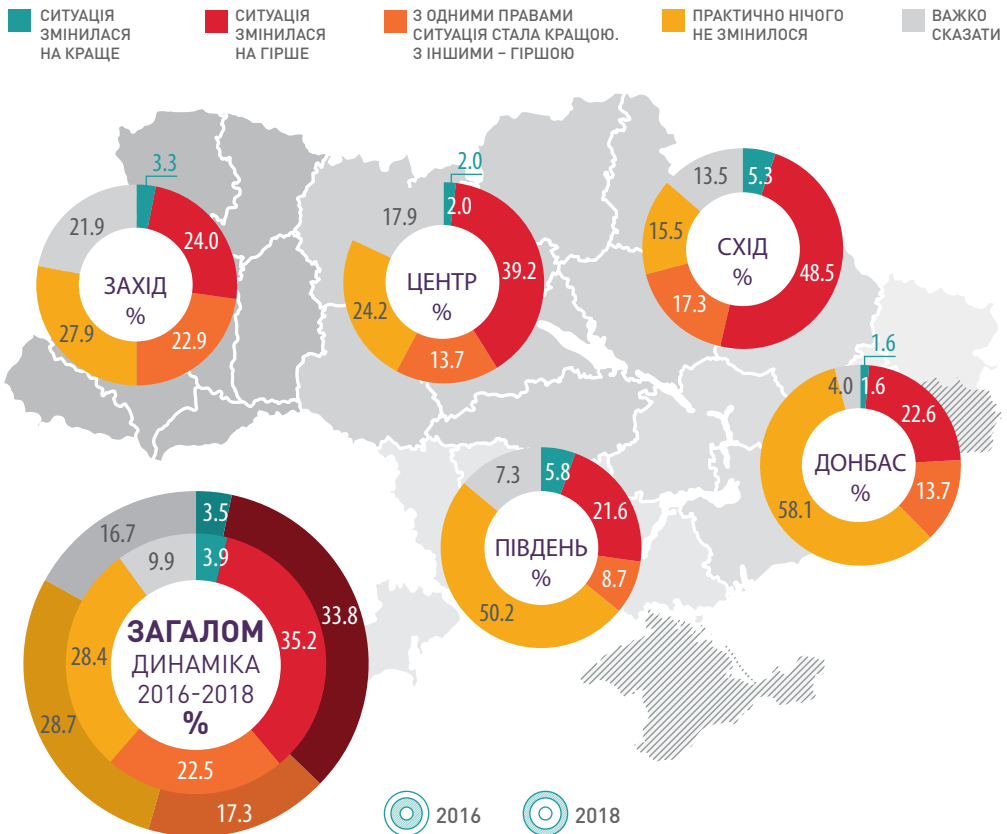 СИТУАЦІЯ
ЗМІНИЛАСЯ
НА КРАЩЕ
СИТУАЦІЯ
ЗМІНИЛАСЯ
НА ГІРШЕ
З ОДНИМИ ПРАВАМИ
СИТУАЦІЯ СТАЛА КРАЩОЮ.
З ІНШИМИ – ГІРШОЮ
ПРАКТИЧНО НІЧОГО
НЕ ЗМІНИЛОСЯ
ВАЖКО
СКАЗАТИ
3.3
24.0
22.9
27.9
21.9
ЗАХІД
%
2.0
2.0
39.2
13.7
24.2
17.9
ЦЕНТР
%
5.3
48.5
17.3
15.5
13.5
СХІД
%
1.6
1.6
22.6
13.7
58.1
4.0
ДОНБАС
%
5.8
21.6
8.7
50.2
7.3
ПІВДЕНЬ
%
3.5
33.8
17.3
28.7
16.7
3.9
35.2
22.5
28.4
9.9
ЗАГАЛОМ
ДИНАМІКА
2016-2018
%
2016
2018